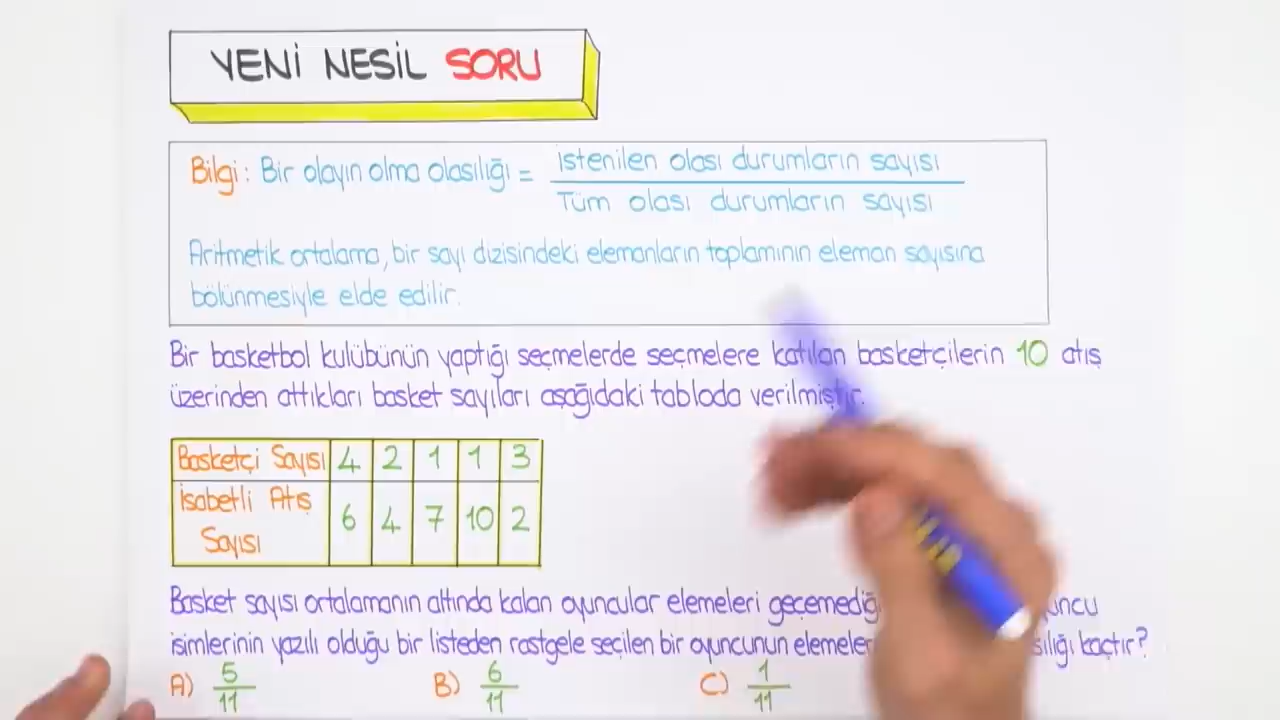 YENİ NESİL SORU
Bilgi: Bir olayın olma olasılığı = istenilen olası durumların sayısı
Tüm olası durumların sayısı
Aritmetik ortalama, bir sayı dizisindeki elemanların toplamının eleman sayısına
bölünmesiyle elde edilir.
Bir basketbol kulübünün yaptığı seçmelerde seçmelere katılan basketçilerin 10 atış
üzerinden attıkları basket sayıları aşağıdaki tabloda verilmiştir.
Basketçi Sayısı 4 2 1 1 3
İsabetli Atış 6 4 7 10 2
Sayısı
Basket sayısı ortalamanın altında kalan oyuncular elemeleri
isimlerinin yazılı olduğu bir listeden rastgele seçilen bir oyuncunun kaçtır?
A) 5/11 B) 6/11 C) 1/11